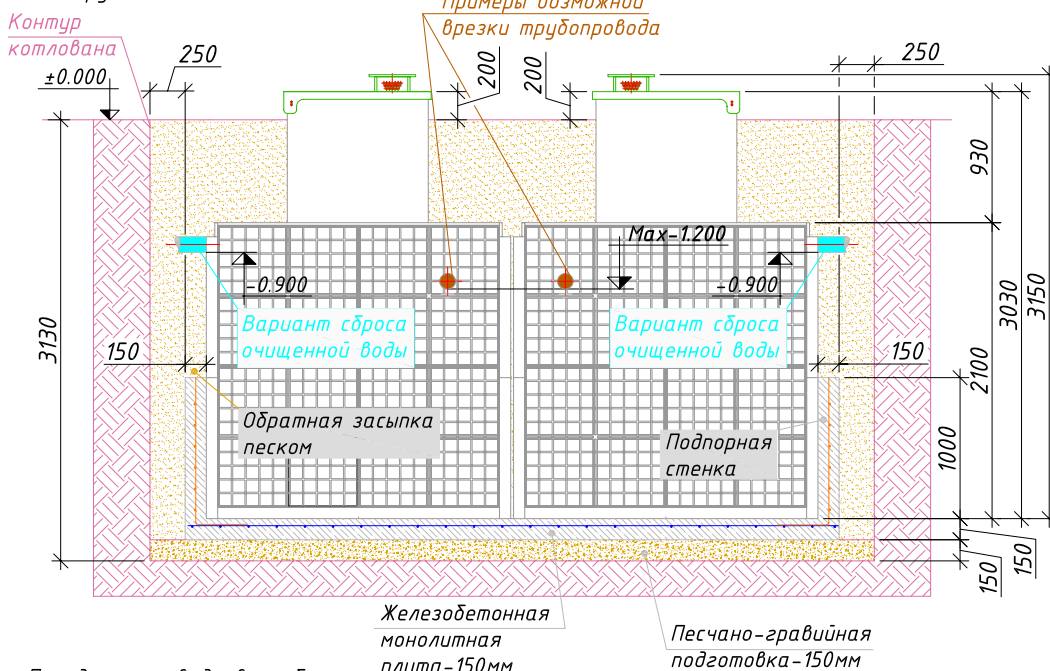 Примеры возможной
врезки трубопровода
Контур
котлована
±0.000
250
200
200
250
930
Max-1.200
-0.900
-0.900
Вариант сброса
очищенной воды
Вариант сброса
очищенной воды
3130
3030
3150
150
150
2100
Обратная засыпка
песком
Подпорная
стенка
1000
150
150
Железобетонная
монолитная
плита-150мм
Песчано-гравийная
подготовка-150мм